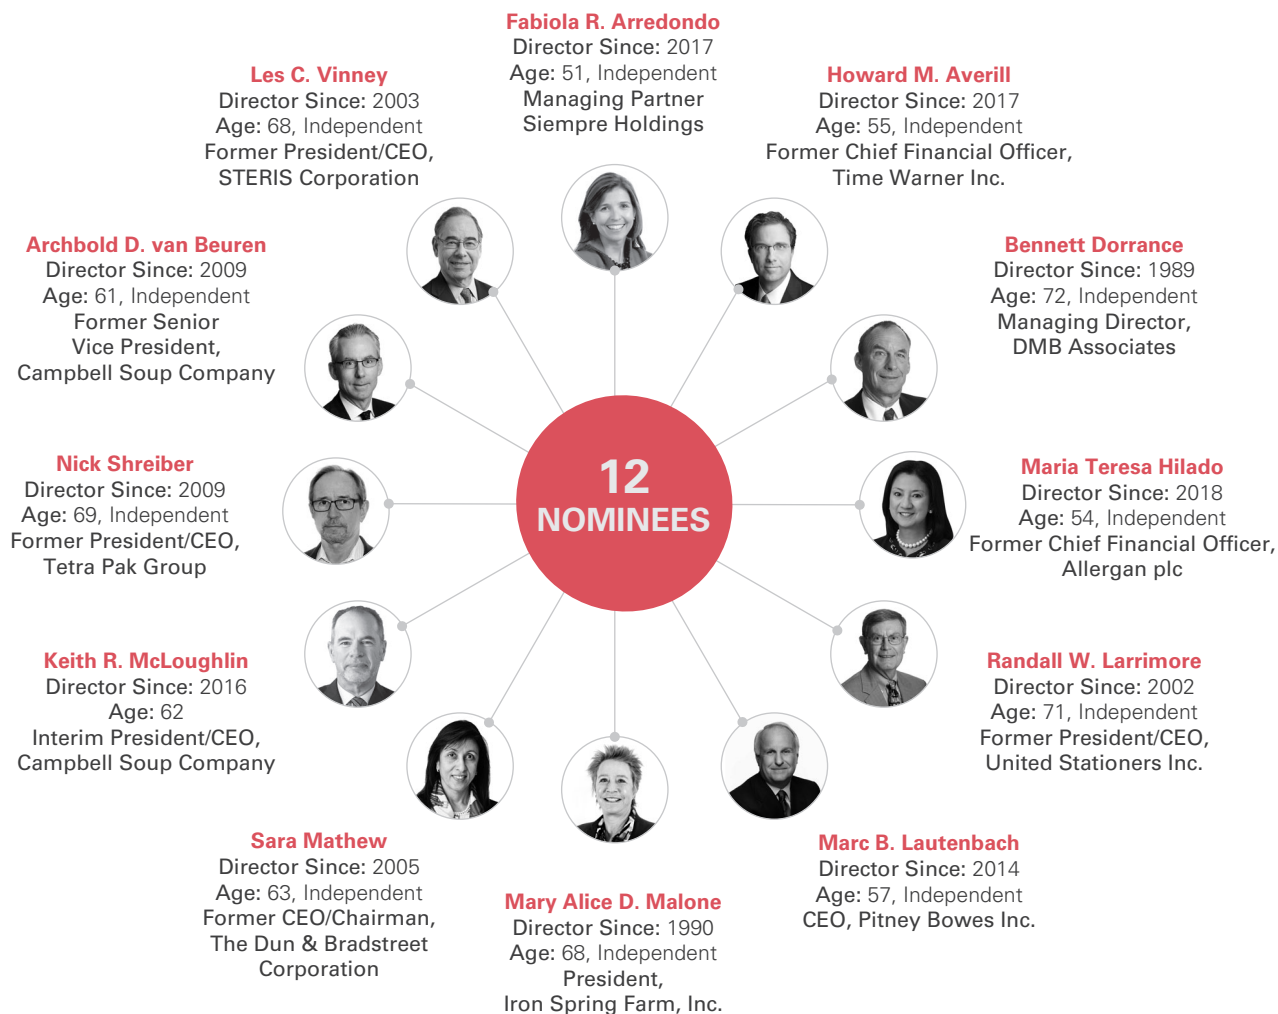 Fabiola R. Arredondo
Director Since: 2017
Age: 51, Independent
Managing Partner
Siempre Holdings
Howard M. Averill
Director Since: 2017
Age: 55, Independent
Former Chief Financial Officer,
Time Warner Inc.
Bennett Dorrance
Director Since: 1989
Age: 72, Independent
Managing Director,
DMB Associates
Maria Teresa Hilado
Director Since: 2018
Age: 54, Independent
Former Chief Financial Officer,
Allergan plc
Randall W. Larrimore
Director Since: 2002
Age: 71, Independent
Former President/CEO,
United Stationers Inc.
Marc B. Lautenbach
Director Since: 2014
Age: 57, Independent
CEO, Pitney Bowes Inc.
Mary Alice D. Malone
Director Since: 1990
Age: 68, Independent
President,
Iron Spring Farm, Inc.
Sara Mathew
Director Since: 2005
Age: 63, Independent
Former CEO/Chairman,
The Dun & Bradstreet
Corporation
Keith R. McLoughlin
Director Since: 2016
Age: 62
Interim President/CEO,
Campbell Soup Company
Nick Shreiber
Director Since: 2009
Age: 69, Independent
Former President/CEO,
Tetra Pak Group
Archbold D. van Beuren
Director Since: 2009
Age: 61, Independent
Former Senior
Vice President,
Campbell Soup Company
Les C. Vinney
Director Since: 2003
Age: 68, Independent
Former President/CEO,
STERIS Corporation
12
NOMINEES